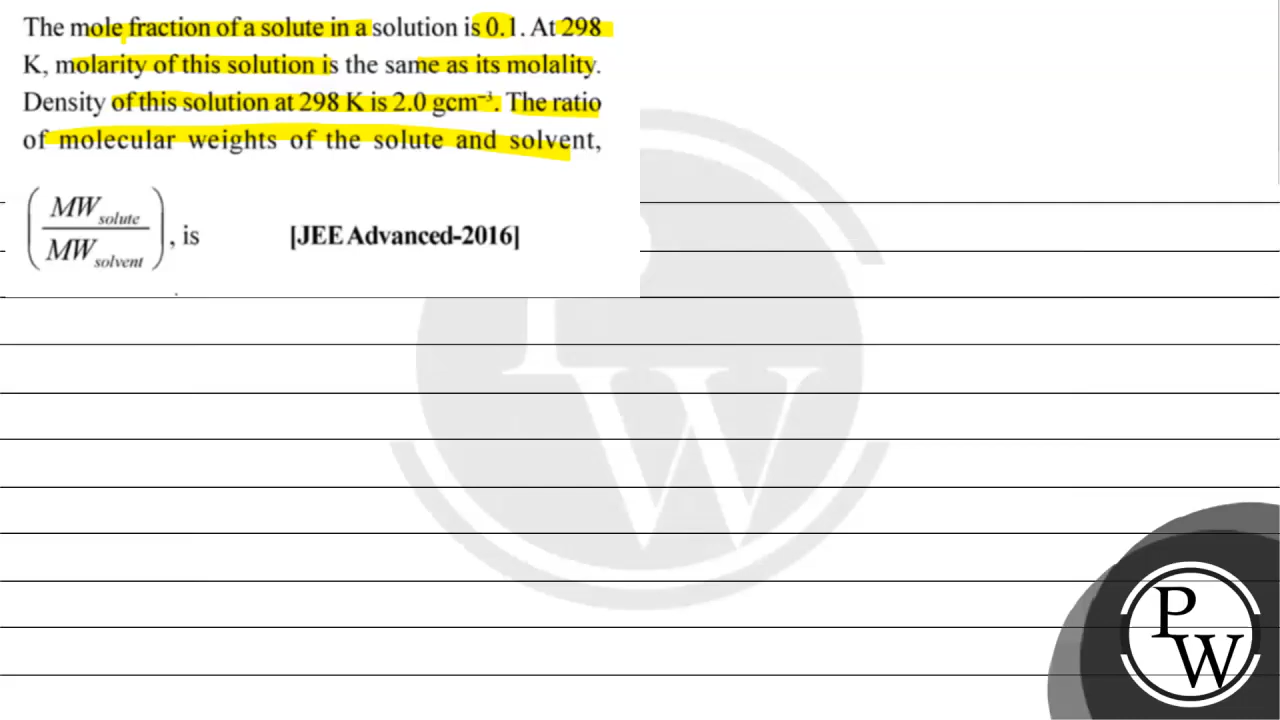 The mole fraction of a solute in a solution is 0.1. At 298
K, molarity of this solution is the same as its molality.
Density of this solution at 298 K is 2.0 gcm⁻³. The ratio
of molecular weights of the solute and solvent,
(MW_solute / MW_solvent), is [JEE Advanced-2016]
P
W
P
W